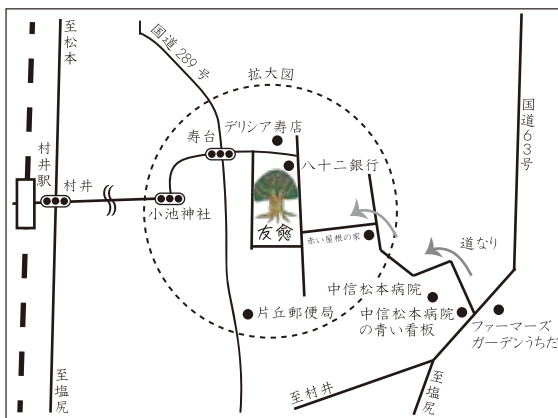 至松本
国道289号
拡大図
国道63号
デリシア寿店
寿台
八十二銀行
村井駅
村井
小池神社
友愈
赤い屋根の家
道なり
中信松本病院
中信松本病院
の青い看板
ファーマーズ
ガーデンうちだ
片丘郵便局
至塩尻
至村井
至塩尻